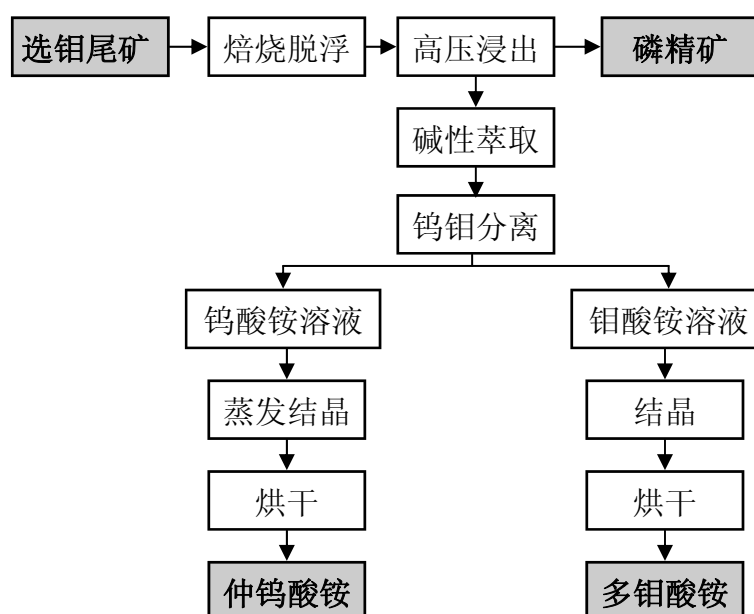 选钼尾矿
焙烧脱浮
高压浸出
磷精矿
碱性萃取
钨钼分离
钨酸铵溶液
钼酸铵溶液
蒸发结晶
结晶
烘干
烘干
仲钨酸铵
多钼酸铵